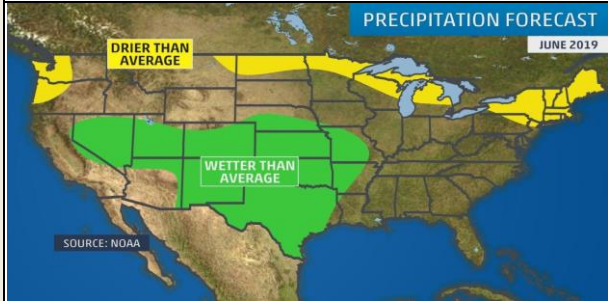 PRECIPITATION FORECAST
JUNE 2019
DRIER THAN
AVERAGE
WETTER THAN
AVERAGE
SOURCE: NOAA